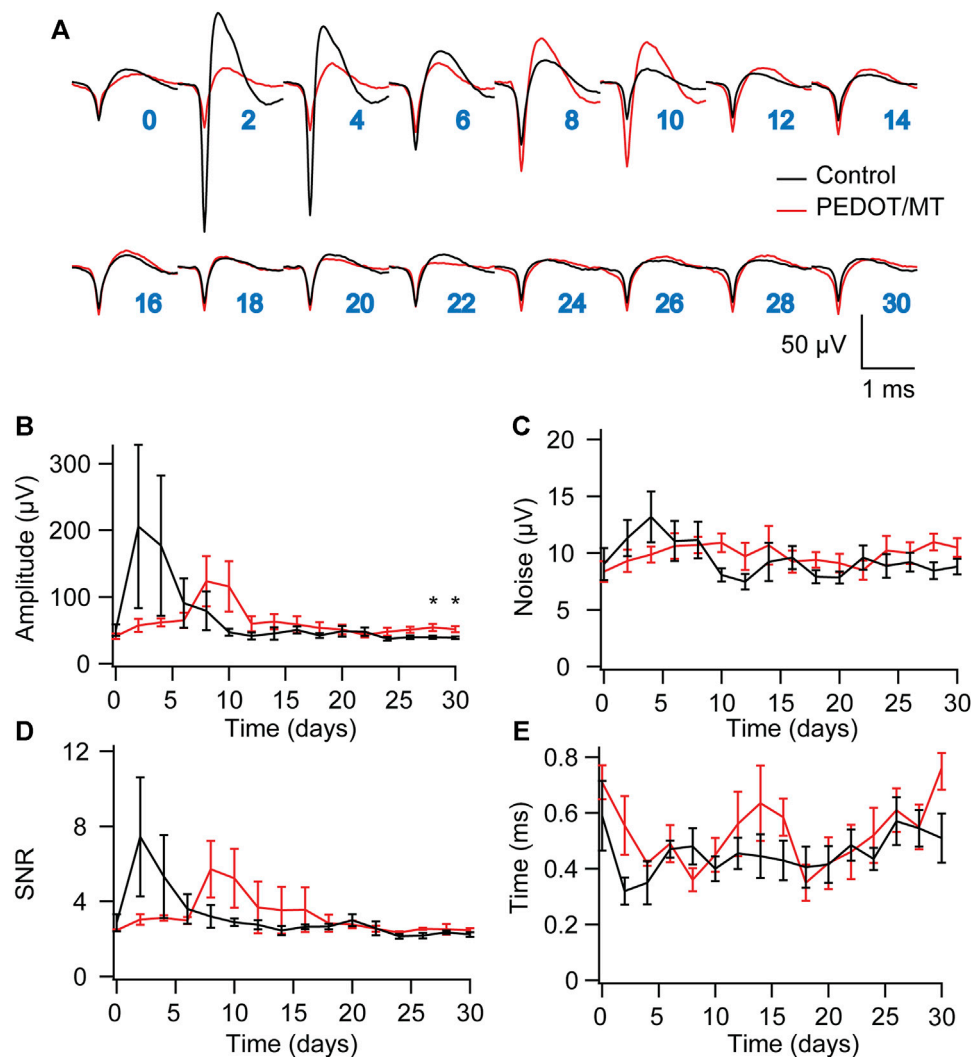 A
0 2 4 6 8 10 12 14
Control
PEDOT/MT
16 18 20 22 24 26 28 30
50 µV
1 ms
B
Amplitude (µV)
300
200
100
0
* *
0 5 10 15 20 25 30
Time (days)
C
Noise (µV)
20
15
10
5
0
0 5 10 15 20 25 30
Time (days)
D
SNR
12
8
4
0
0 5 10 15 20 25 30
Time (days)
E
Time (ms)
0.8
0.6
0.4
0.2
0
0 5 10 15 20 25 30
Time (days)